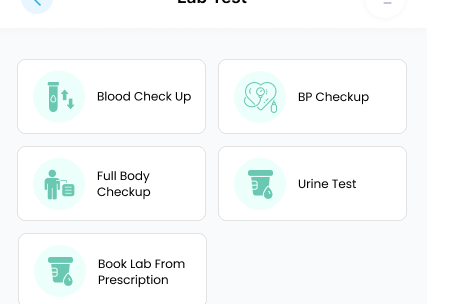 Lab Test
Blood Check Up
BP Checkup
Full Body
Checkup
Urine Test
Book Lab From
Prescription